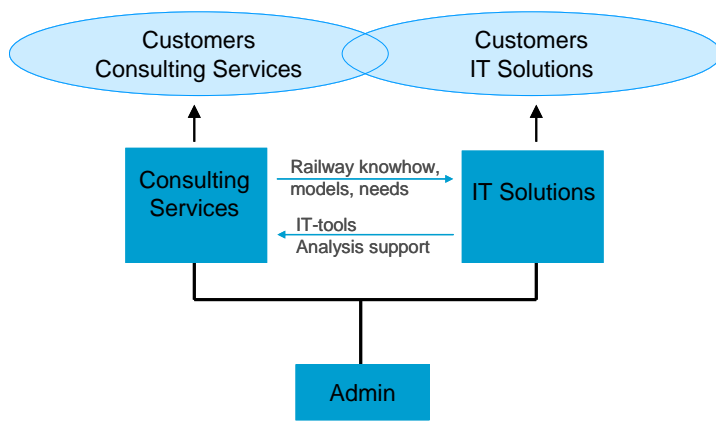 Customers
Consulting Services
Customers
IT Solutions
Consulting
Services
Railway knowhow,
models, needs
IT-tools
Analysis support
IT Solutions
Admin